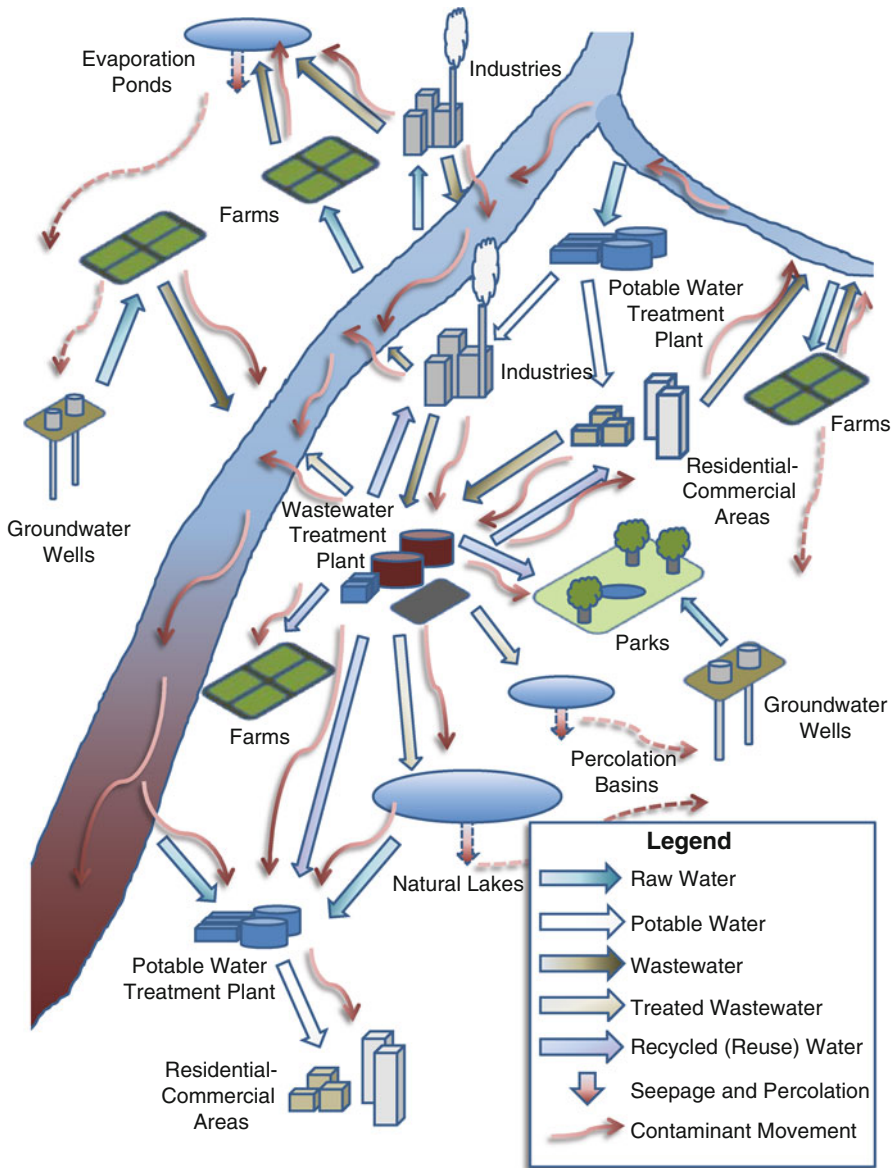 Evaporation
Ponds
Industries
Farms
Potable Water
Treatment
Plant
Industries
Farms
Residential-
Commercial
Areas
Groundwater
Wells
Wastewater
Treatment
Plant
Parks
Farms
Groundwater
Wells
Percolation
Basins
Natural Lakes
Potable Water
Treatment Plant
Residential-
Commercial
Areas
Legend
Raw Water
Potable Water
Wastewater
Treated Wastewater
Recycled (Reuse) Water
Seepage and Percolation
Contaminant Movement